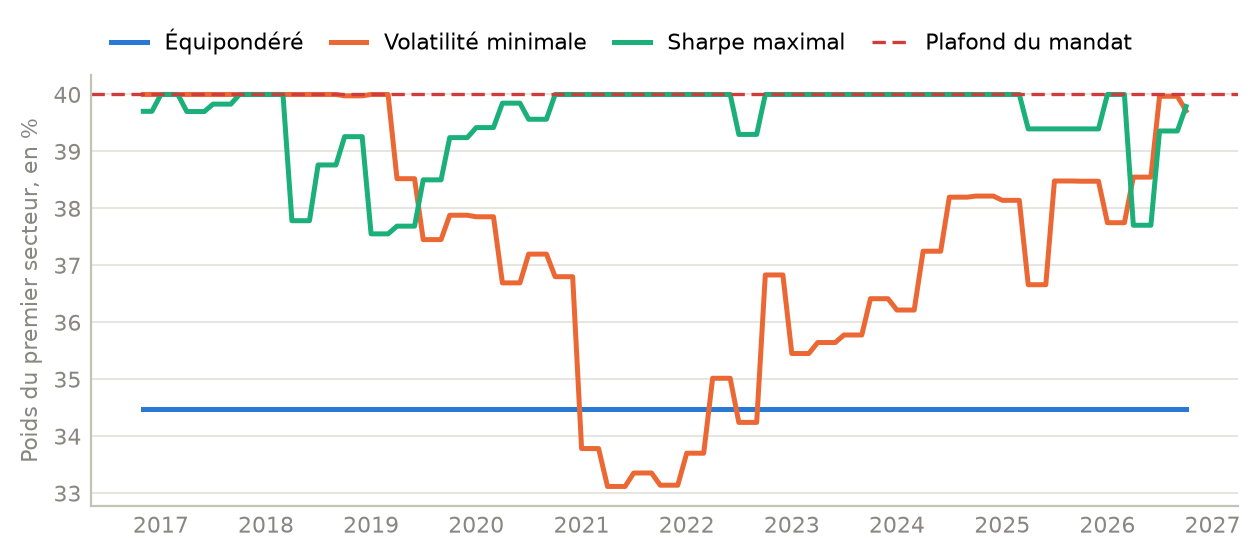 Équipondéré
Volatilité minimale
Sharpe maximal
Plafond du mandat
Poids du premier secteur, en %
40
39
38
37
36
35
34
33
2017 2018 2019 2020 2021 2022 2023 2024 2025 2026 2027